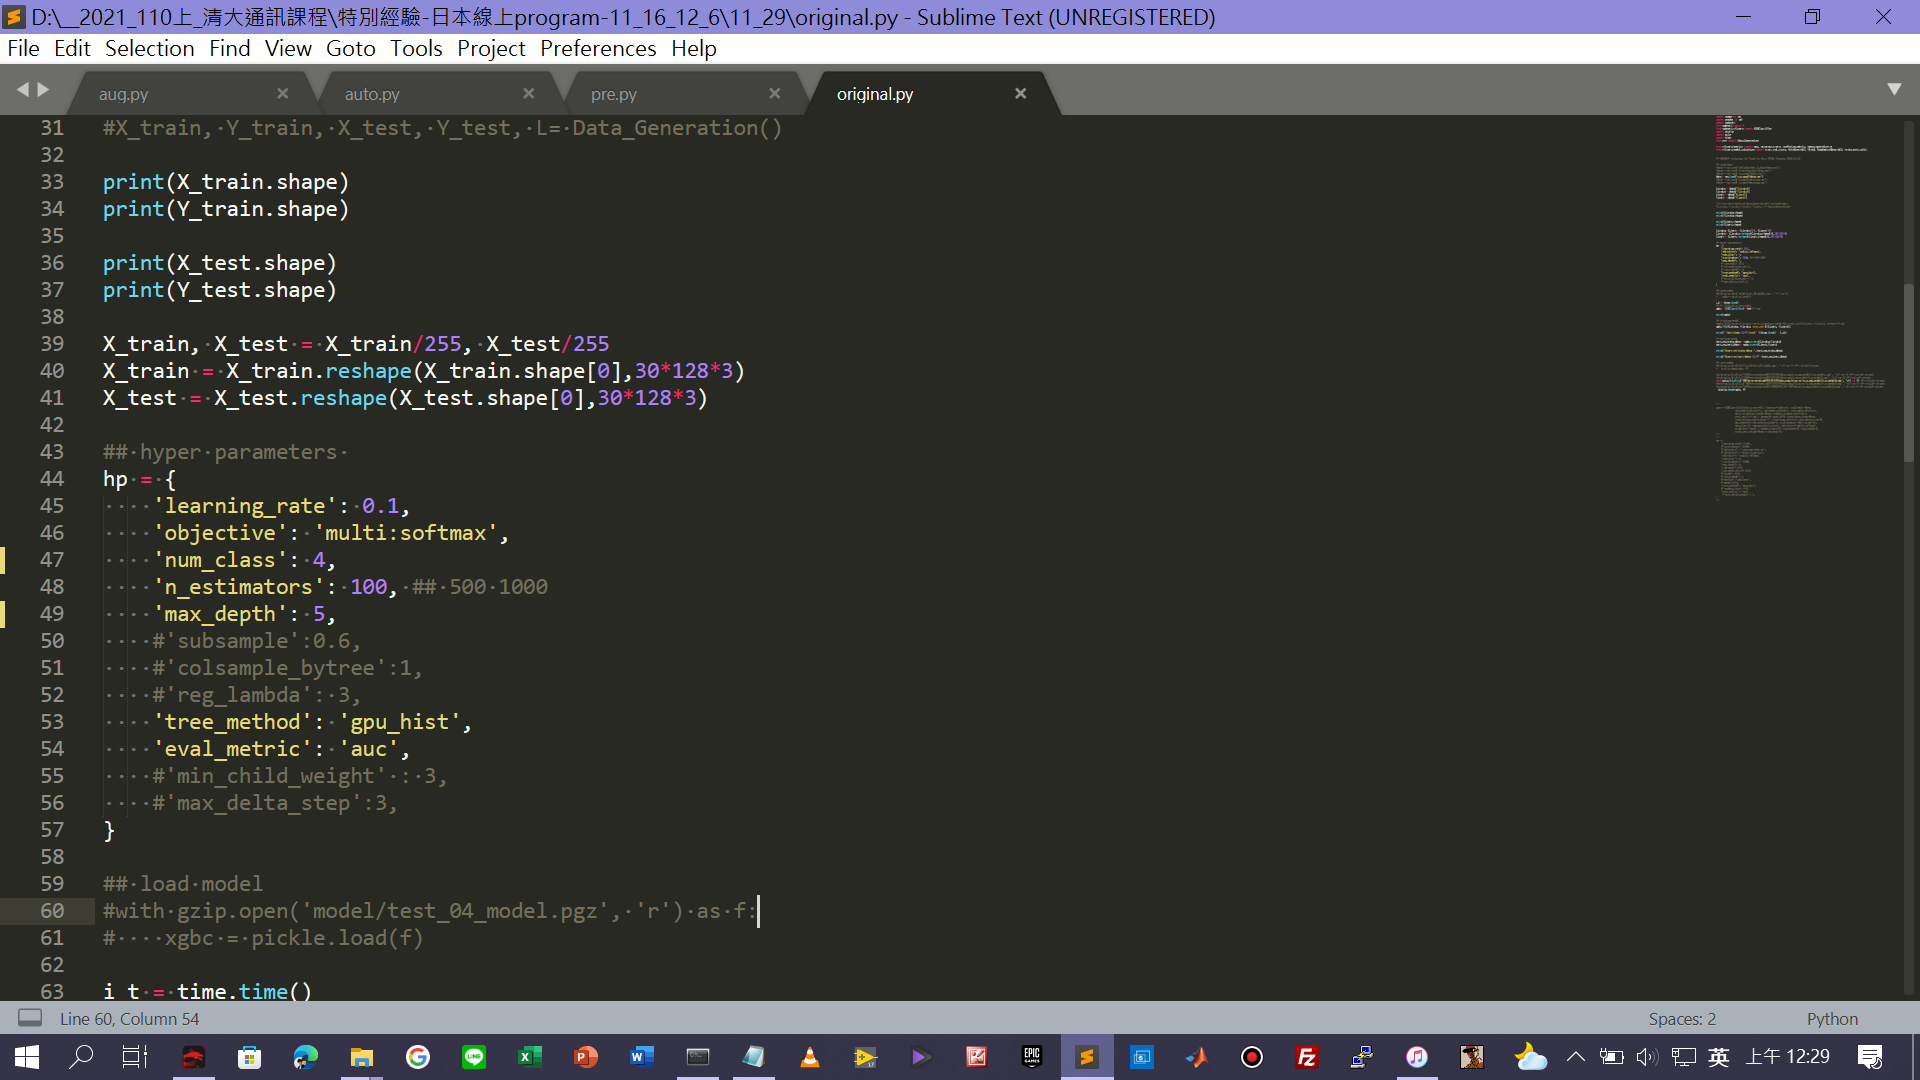 D:\__2021_110上_清大通訊課程\特別經驗-日本線上program-11_16_12_6\11_29\original.py - Sublime Text (UNREGISTERED)
File Edit Selection Find View Goto Tools Project Preferences Help
aug.py auto.py pre.py original.py
31 #X_train, Y_train, X_test, Y_test, L= Data_Generation()
32
33 print(X_train.shape)
34 print(Y_train.shape)
35
36 print(X_test.shape)
37 print(Y_test.shape)
38
39 X_train, X_test = X_train/255, X_test/255
40 X_train = X_train.reshape(X_train.shape[0],30*128*3)
41 X_test = X_test.reshape(X_test.shape[0],30*128*3)
42
43 ## hyper parameters
44 hp = {
45     'learning_rate': 0.1,
46     'objective': 'multi:softmax',
47     'num_class': 4,
48     'n_estimators': 100, ## 500 1000
49     'max_depth': 5,
50     #'subsample':0.6,
51     #'colsample_bytree':1,
52     #'reg_lambda': 3,
53     'tree_method': 'gpu_hist',
54     'eval_metric': 'auc',
55     #'min_child_weight' : 3,
56     #'max_delta_step':3,
57 }
58
59 ## load model
60 #with gzip.open('model/test_04_model.pgz', 'r') as f:
61 #    xgbc = pickle.load(f)
62
63 i_t = time.time()
Line 60, Column 54
Spaces: 2
Python
英 上午 12:29